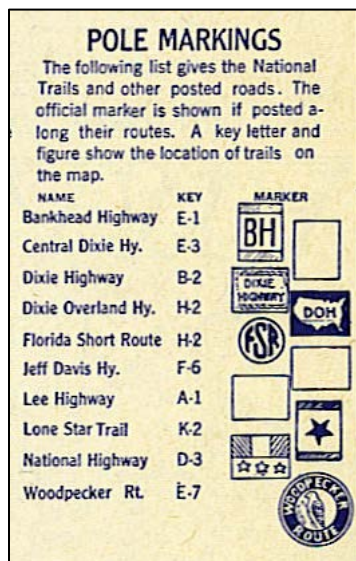 POLE MARKINGS
The following list gives the National
Trails and other posted roads. The
official marker is shown if posted a-
long their routes. A key letter and
figure show the location of trails on
the map.
NAME KEY MARKER
Bankhead Highway E-1
BH
Central Dixie Hy. E-3
Dixie Highway B-2
DIXIE
HIGHWAY
Dixie Overland Hy. H-2
DOH
Florida Short Route H-2
FSR
Jeff Davis Hy. F-6
Lee Highway A-1
Lone Star Trail K-2
National Highway D-3
Woodpecker Rt. E-7
WOODPECKER
ROUTE